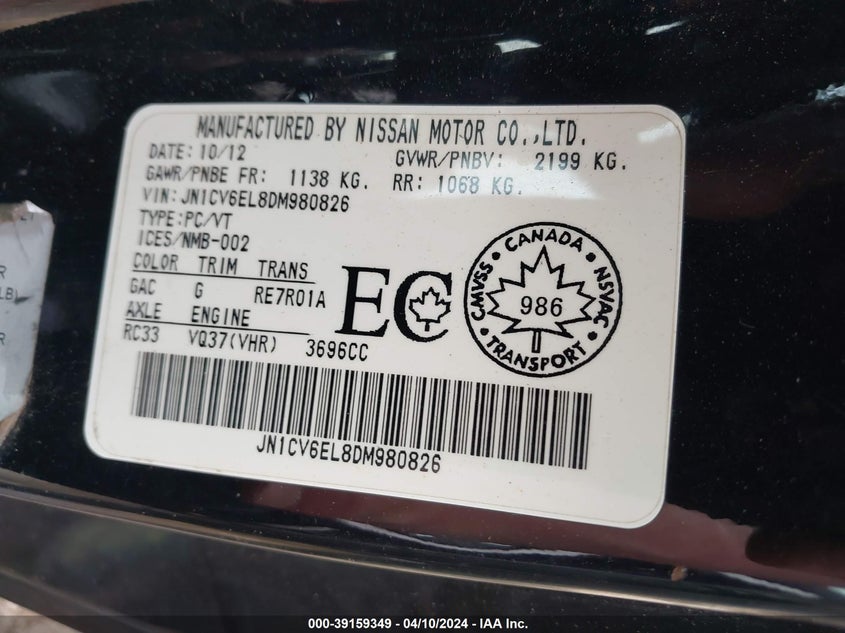 MANUFACTURED BY NISSAN MOTOR CO.,LTD.
DATE: 10/12 GVWR/PNBV: 2199 KG.
GAWR/PNBE FR: 1138 KG. RR: 1068 KG.
VIN: JN1CV6EL8DM980826
TYPE: PC/VT
ICES/NMB-002
COLOR TRIM TRANS
GAC G RE7R01A
AXLE ENGINE
RC33 VQ37(VHR) 3696CC
EC
CANADA
CMVSS NSVAC
986
TRANSPORT
JN1CV6EL8DM980826
R
LB)
R
000-39159349 - 04/10/2024 - IAA Inc.